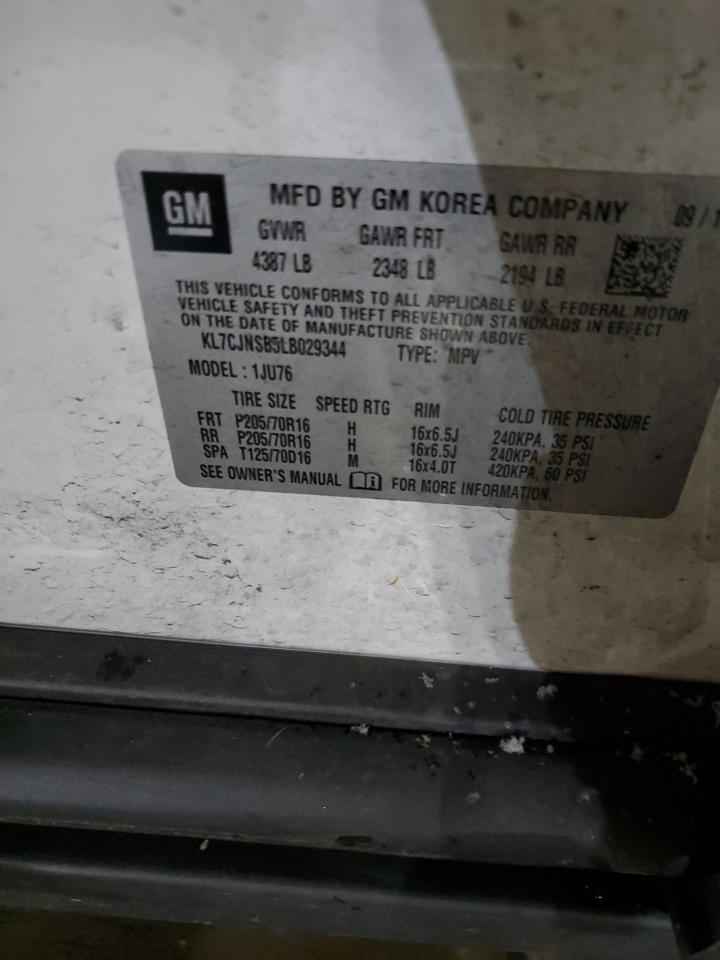 GM
MFD BY GM KOREA COMPANY 09/1
GVWR GAWR FRT GAWR RR
4387 LB 2348 LB 2194 LB
THIS VEHICLE CONFORMS TO ALL APPLICABLE U.S. FEDERAL MOTOR
VEHICLE SAFETY AND THEFT PREVENTION STANDARDS IN EFFECT
ON THE DATE OF MANUFACTURE SHOWN ABOVE.
KL7CJNSB5LB029344 TYPE: MPV
MODEL : 1JU76
TIRE SIZE SPEED RTG RIM COLD TIRE PRESSURE
FRT P205/70R16 H 16x6.5J 240KPA, 35 PSI
RR P205/70R16 H 16x6.5J 240KPA, 35 PSI
SPA T125/70D16 M 16x4.0T 420KPA, 60 PSI
SEE OWNER'S MANUAL FOR MORE INFORMATION.